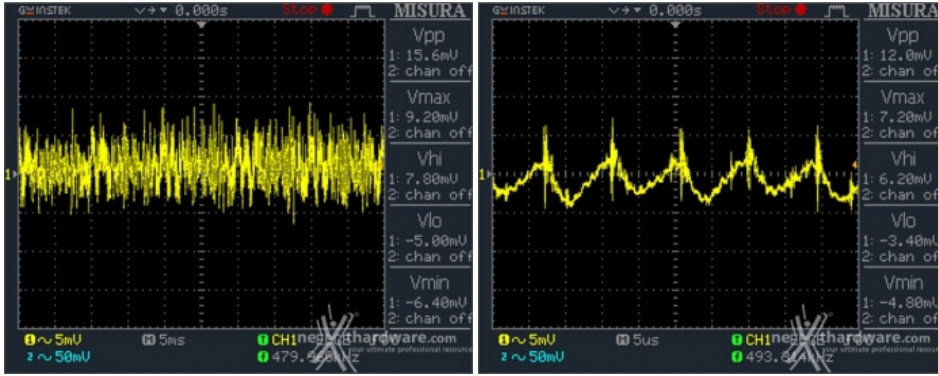 GW INSTEK 0.000s Stop MISURA
Vpp
1: 15.6mV
2: chan off
Vmax
1: 9.20mV
2: chan off
Vhi
1: 7.80mV
2: chan off
Vlo
1: -5.00mV
2: chan off
Vmin
1: -6.40mV
2: chan off
1
1 ~ 5mV M 5ms T CH1
2 ~ 50mV
GW INSTEK 0.000s Stop MISURA
Vpp
1: 12.0mV
2: chan off
Vmax
1: 7.20mV
2: chan off
Vhi
1: 6.20mV
2: chan off
Vlo
1: -3.40mV
2: chan off
Vmin
1: -4.80mV
2: chan off
1
1 ~ 5mV M 5us T CH1
2 ~ 50mV